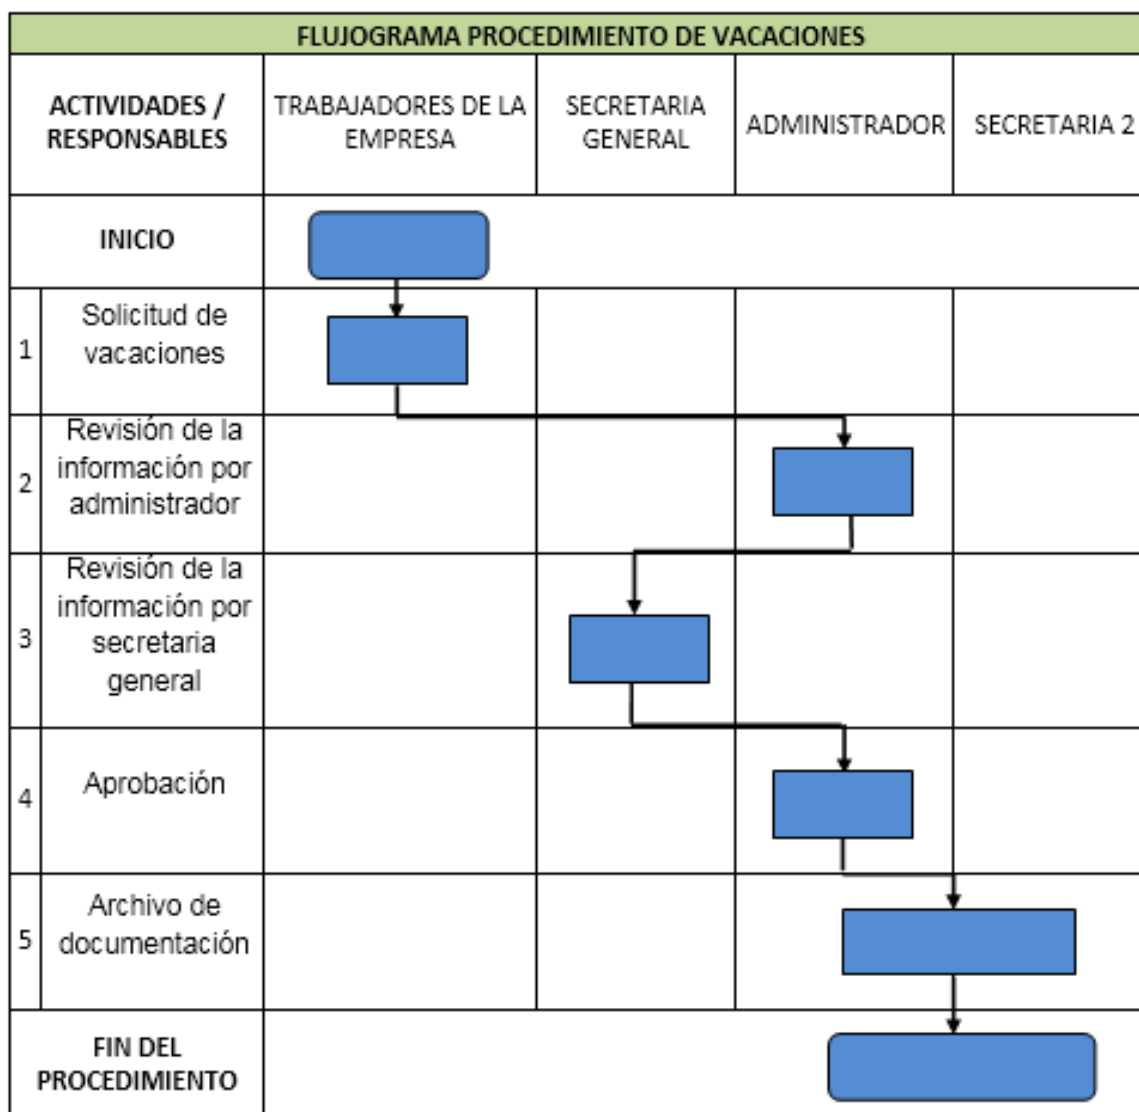 FLUJOGRAMA PROCEDIMIENTO DE VACACIONES
ACTIVIDADES /
RESPONSABLES
TRABAJADORES DE LA
EMPRESA
SECRETARIA
GENERAL
ADMINISTRADOR
SECRETARIA 2
INICIO
1
Solicitud de
vacaciones
2
Revisión de la
información por
administrador
3
Revisión de la
información por
secretaria
general
4
Aprobación
5
Archivo de
documentación
FIN DEL
PROCEDIMIENTO